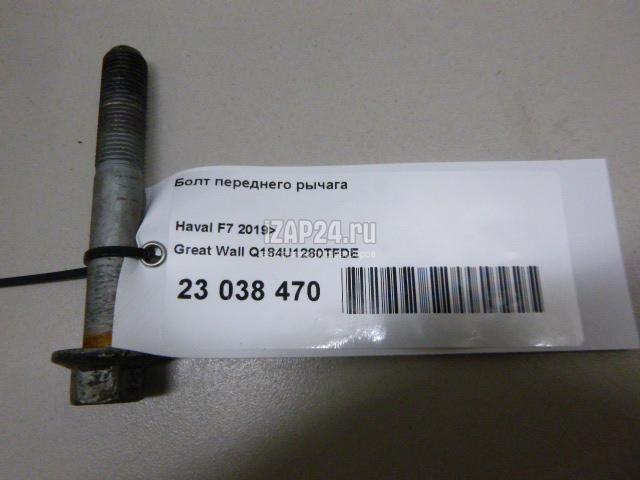 Болт переднего рычага
Haval F7 2019>
iZAP24.ru
Great Wall Q184U1280TFDE
23 038 470